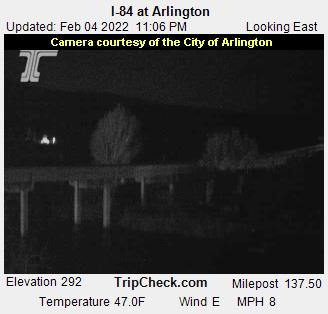 I-84 at Arlington
Updated: Feb 04 2022 11:06 PM Looking East
Camera courtesy of the City of Arlington
Elevation 292 TripCheck.com Milepost 137.50
Temperature 47.0F Wind E MPH 8